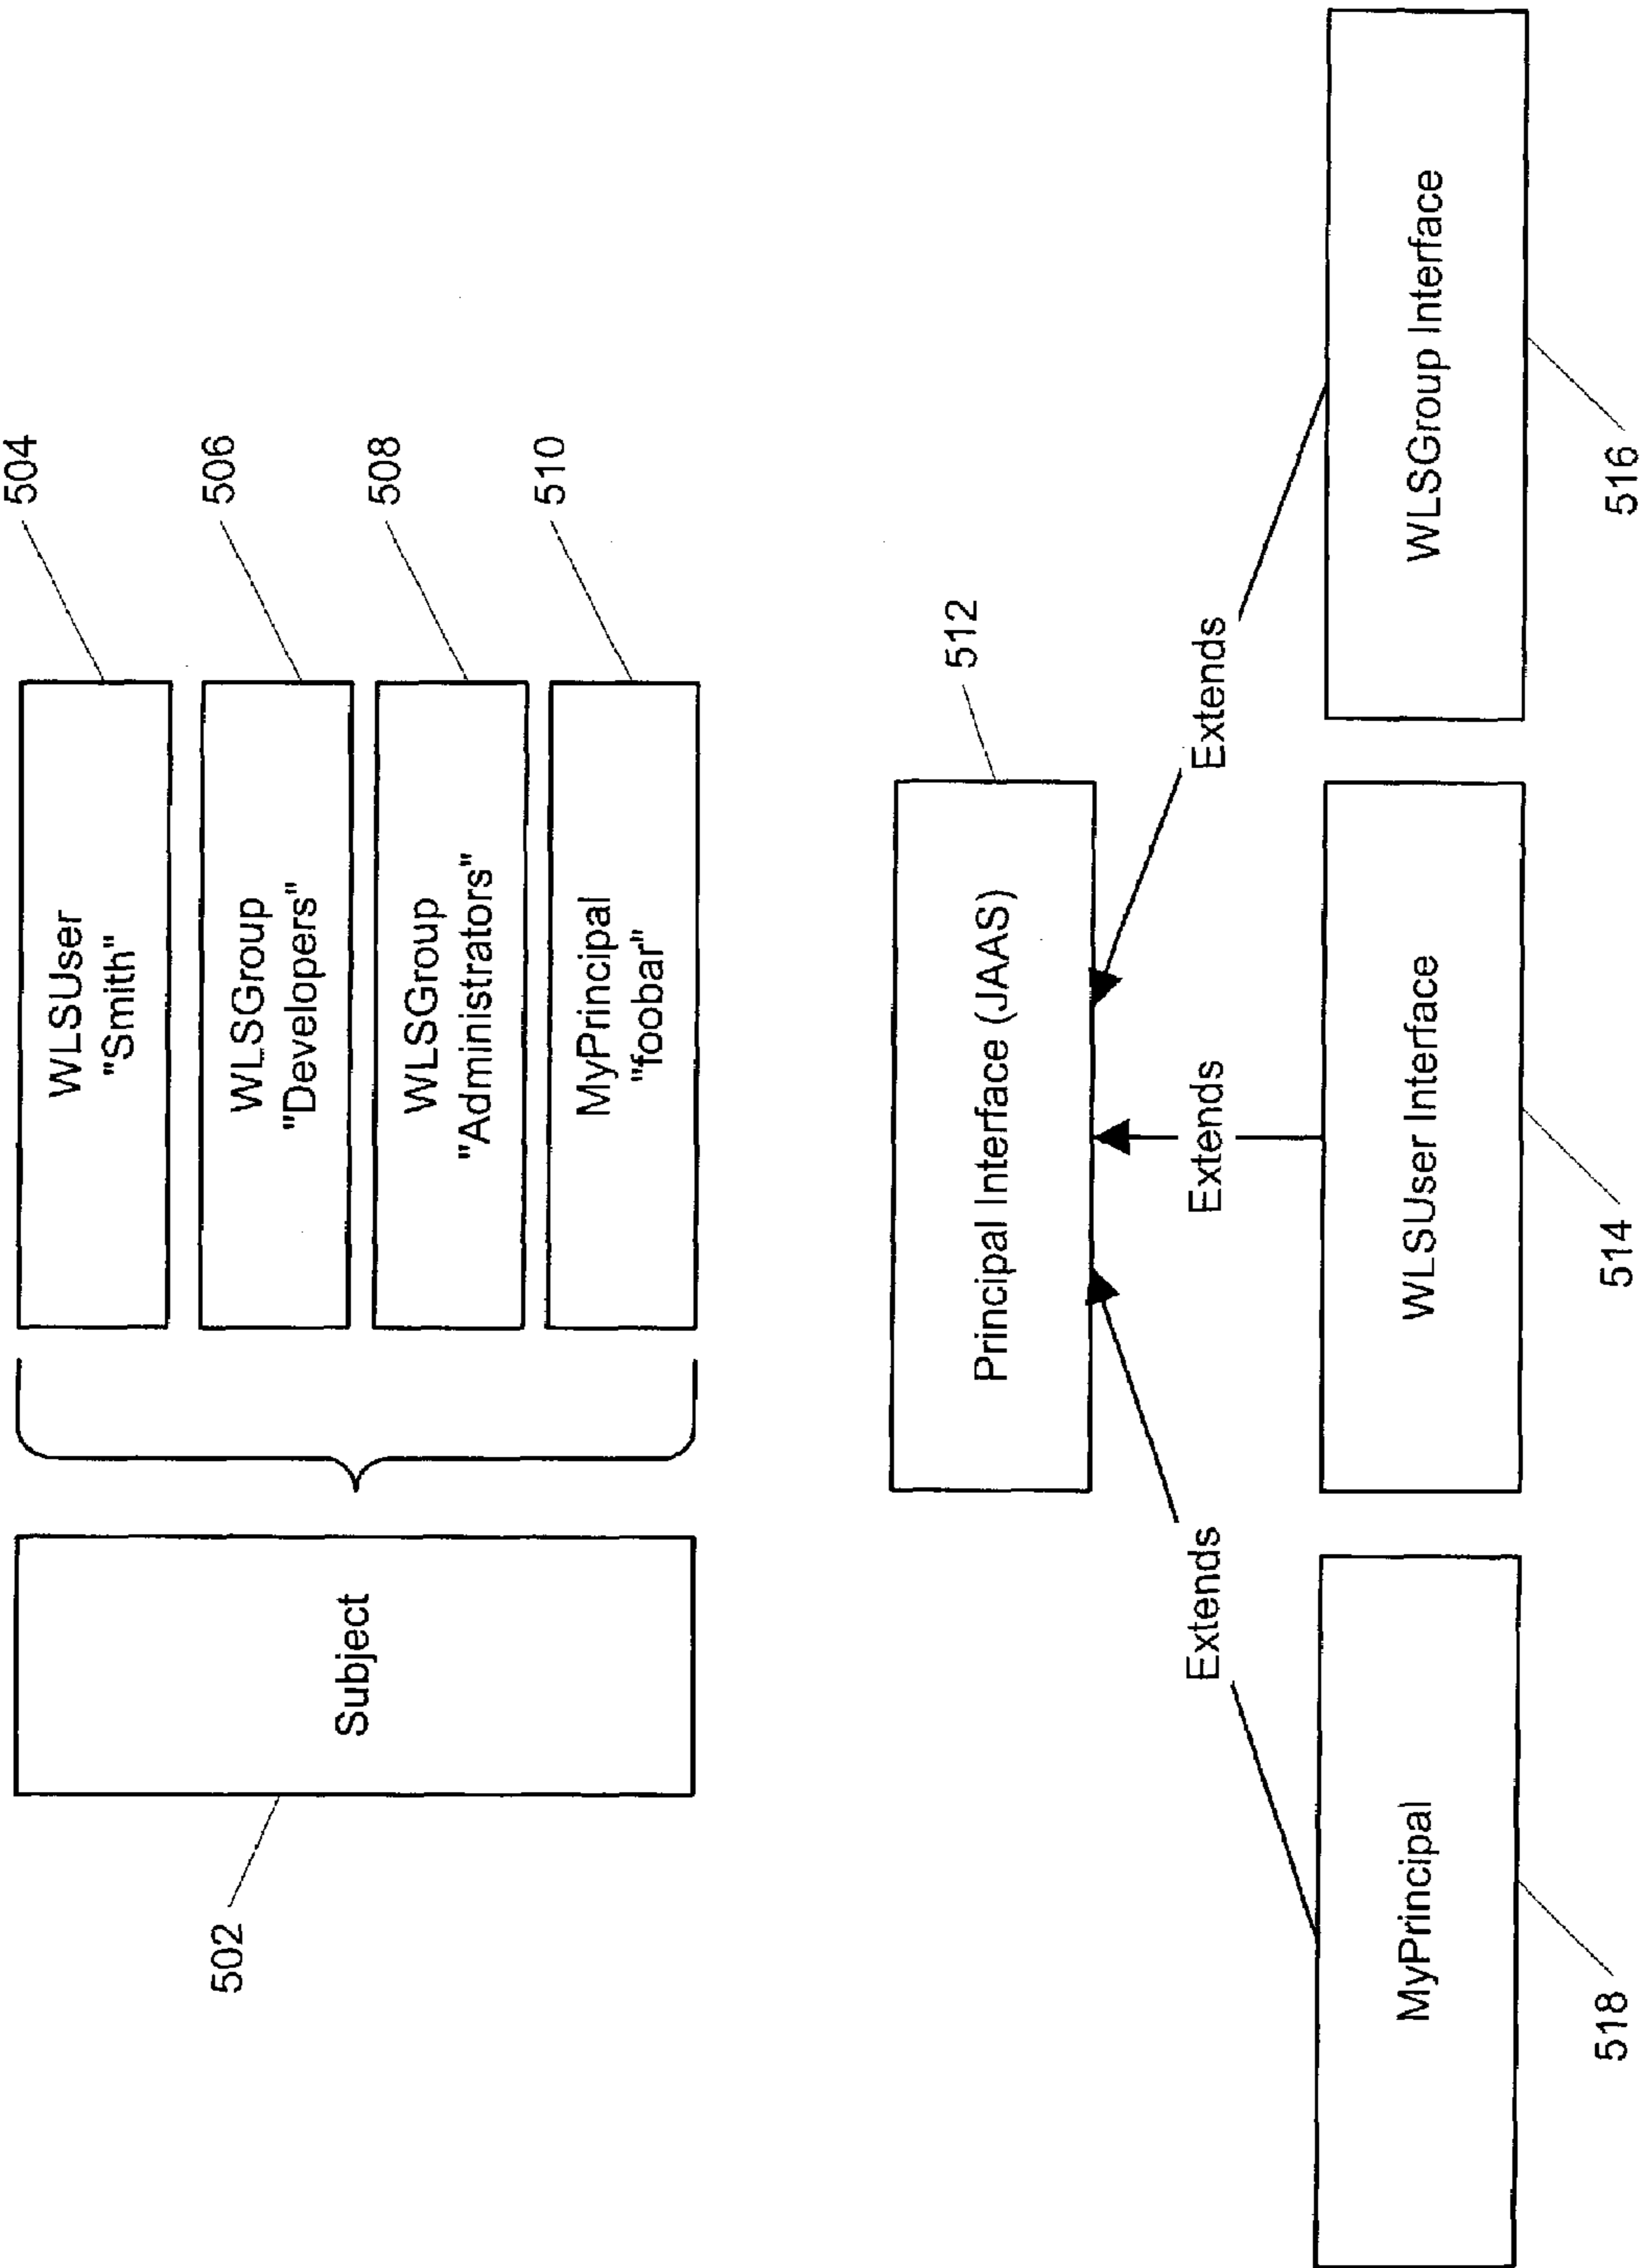 502
Subject
504
WLSUser
"Smith"
506
WLSGroup
"Developers"
508
WLSGroup
"Administrators"
510
MyPrincipal
"foobar"
512
Principal Interface (JAAS)
Extends
Extends
Extends
MyPrincipal
518
WLSUser Interface
514
WLSGroup Interface
516